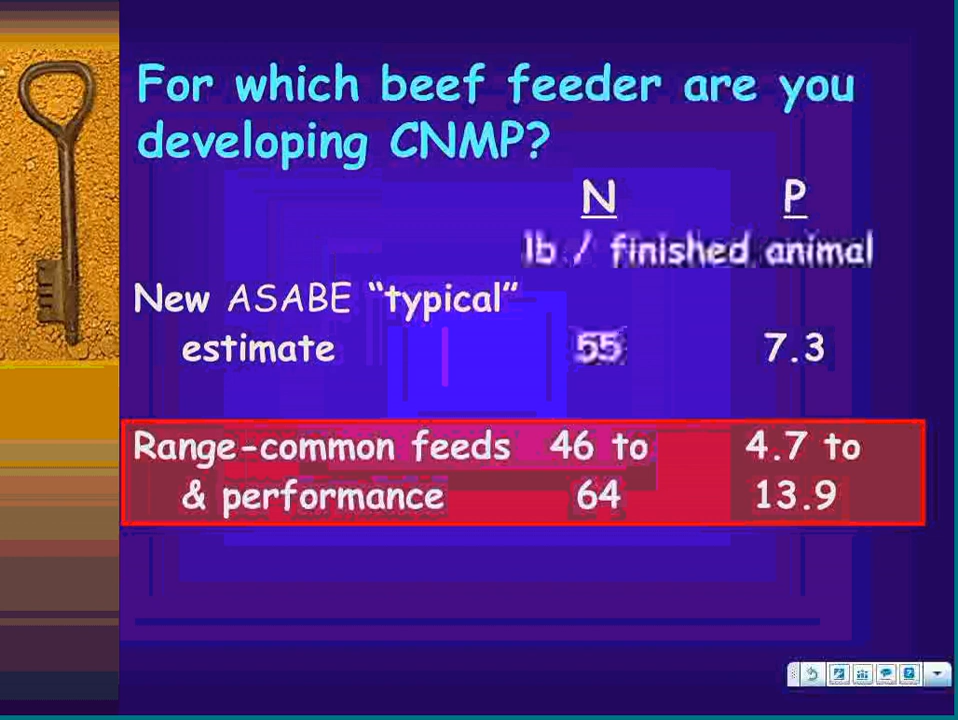 For which beef feeder are you
developing CNMP?
N P
lb / finished animal
New ASABE “typical”
estimate 55 7.3
Range-common feeds 46 to 4.7 to
& performance 64 13.9